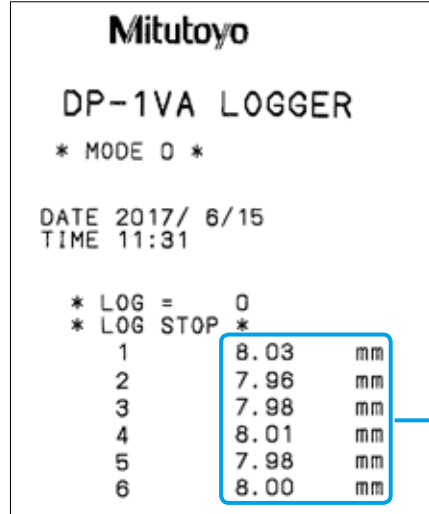 Mitutoyo
DP-1VA LOGGER
* MODE 0 *
DATE 2017/ 6/15
TIME 11:31
* LOG = 0
* LOG STOP *
1 8.03 mm
2 7.96 mm
3 7.98 mm
4 8.01 mm
5 7.98 mm
6 8.00 mm